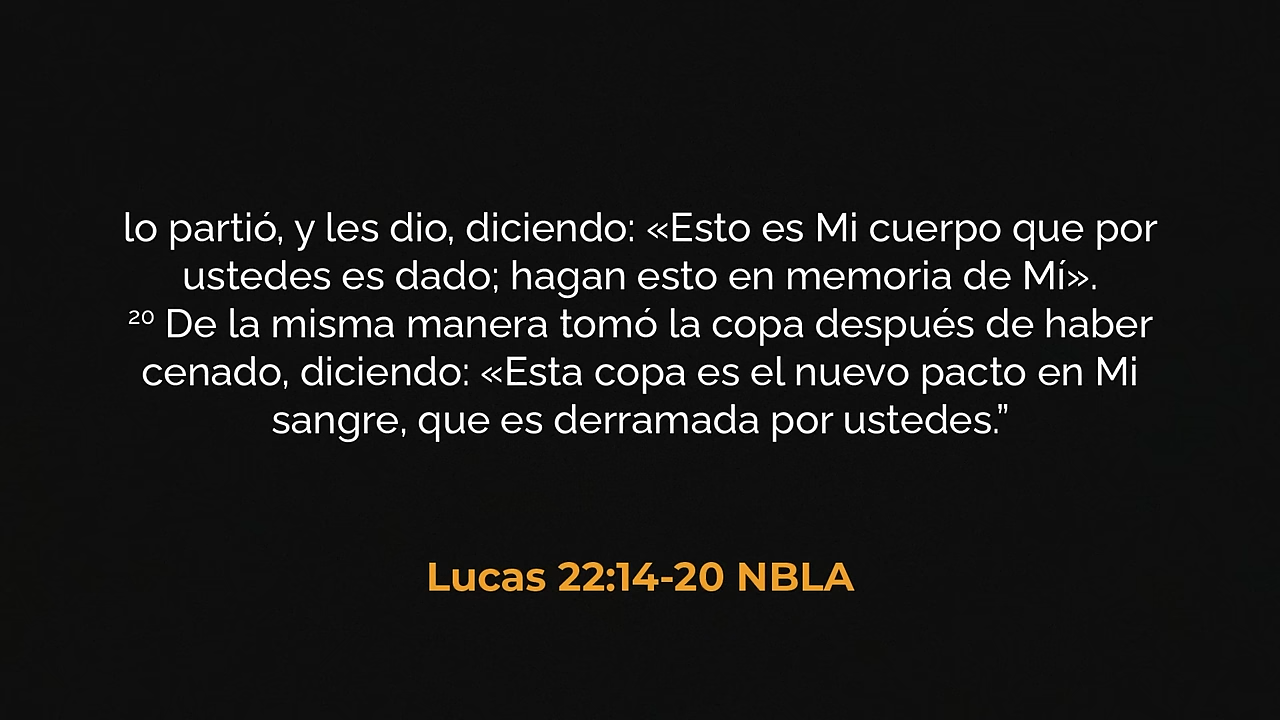 lo partió, y les dio, diciendo: «Esto es Mi cuerpo que por
ustedes es dado; hagan esto en memoria de Mí».
²⁰ De la misma manera tomó la copa después de haber
cenado, diciendo: «Esta copa es el nuevo pacto en Mi
sangre, que es derramada por ustedes.”
Lucas 22:14-20 NBLA